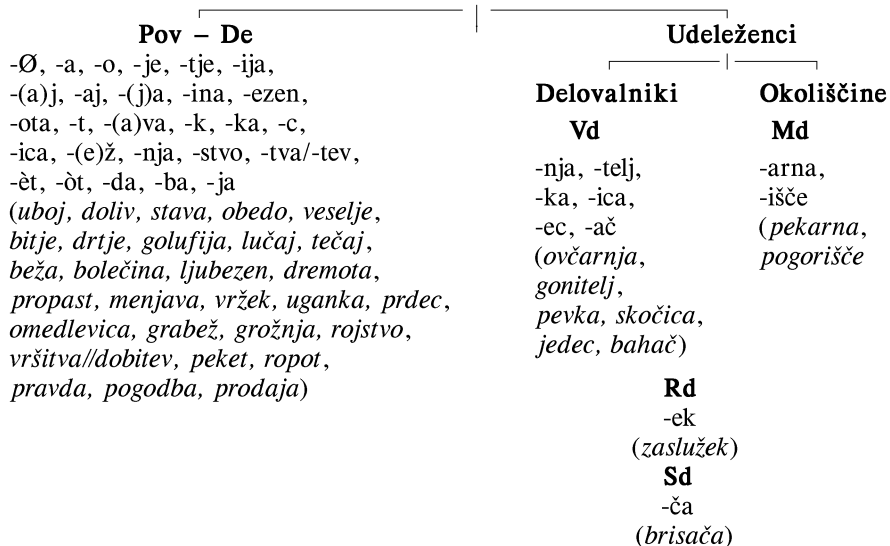 Pov – De
-Ø, -a, -o, -je, -tje, -ija,
-(a)j, -aj, -(j)a, -ina, -ezen,
-ota, -t, -(a)va, -k, -ka, -c,
-ica, -(e)ž, -nja, -stvo, -tva/-tev,
-èt, -òt, -da, -ba, -ja
(uboj, doliv, stava, obedo, veselje,
bitje, drtje, golufija, lučaj, tečaj,
beža, bolečina, ljubezen, dremota,
propast, menjava, vržek, uganka, prdec,
omedlevica, grabež, grožnja, rojstvo,
vršitva//dobitev, peket, ropot,
pravda, pogodba, prodaja)
Udeleženci
Delovalniki
Vd
-nja, -telj,
-ka, -ica,
-ec, -ač
(ovčarnja,
gonitelj,
pevka, skočica,
jedec, bahač)
Okoliščine
Md
-arna,
-išče
(pekarna,
pogorišče
Rd
-ek
(zaslužek)
Sd
-ča
(brisača)